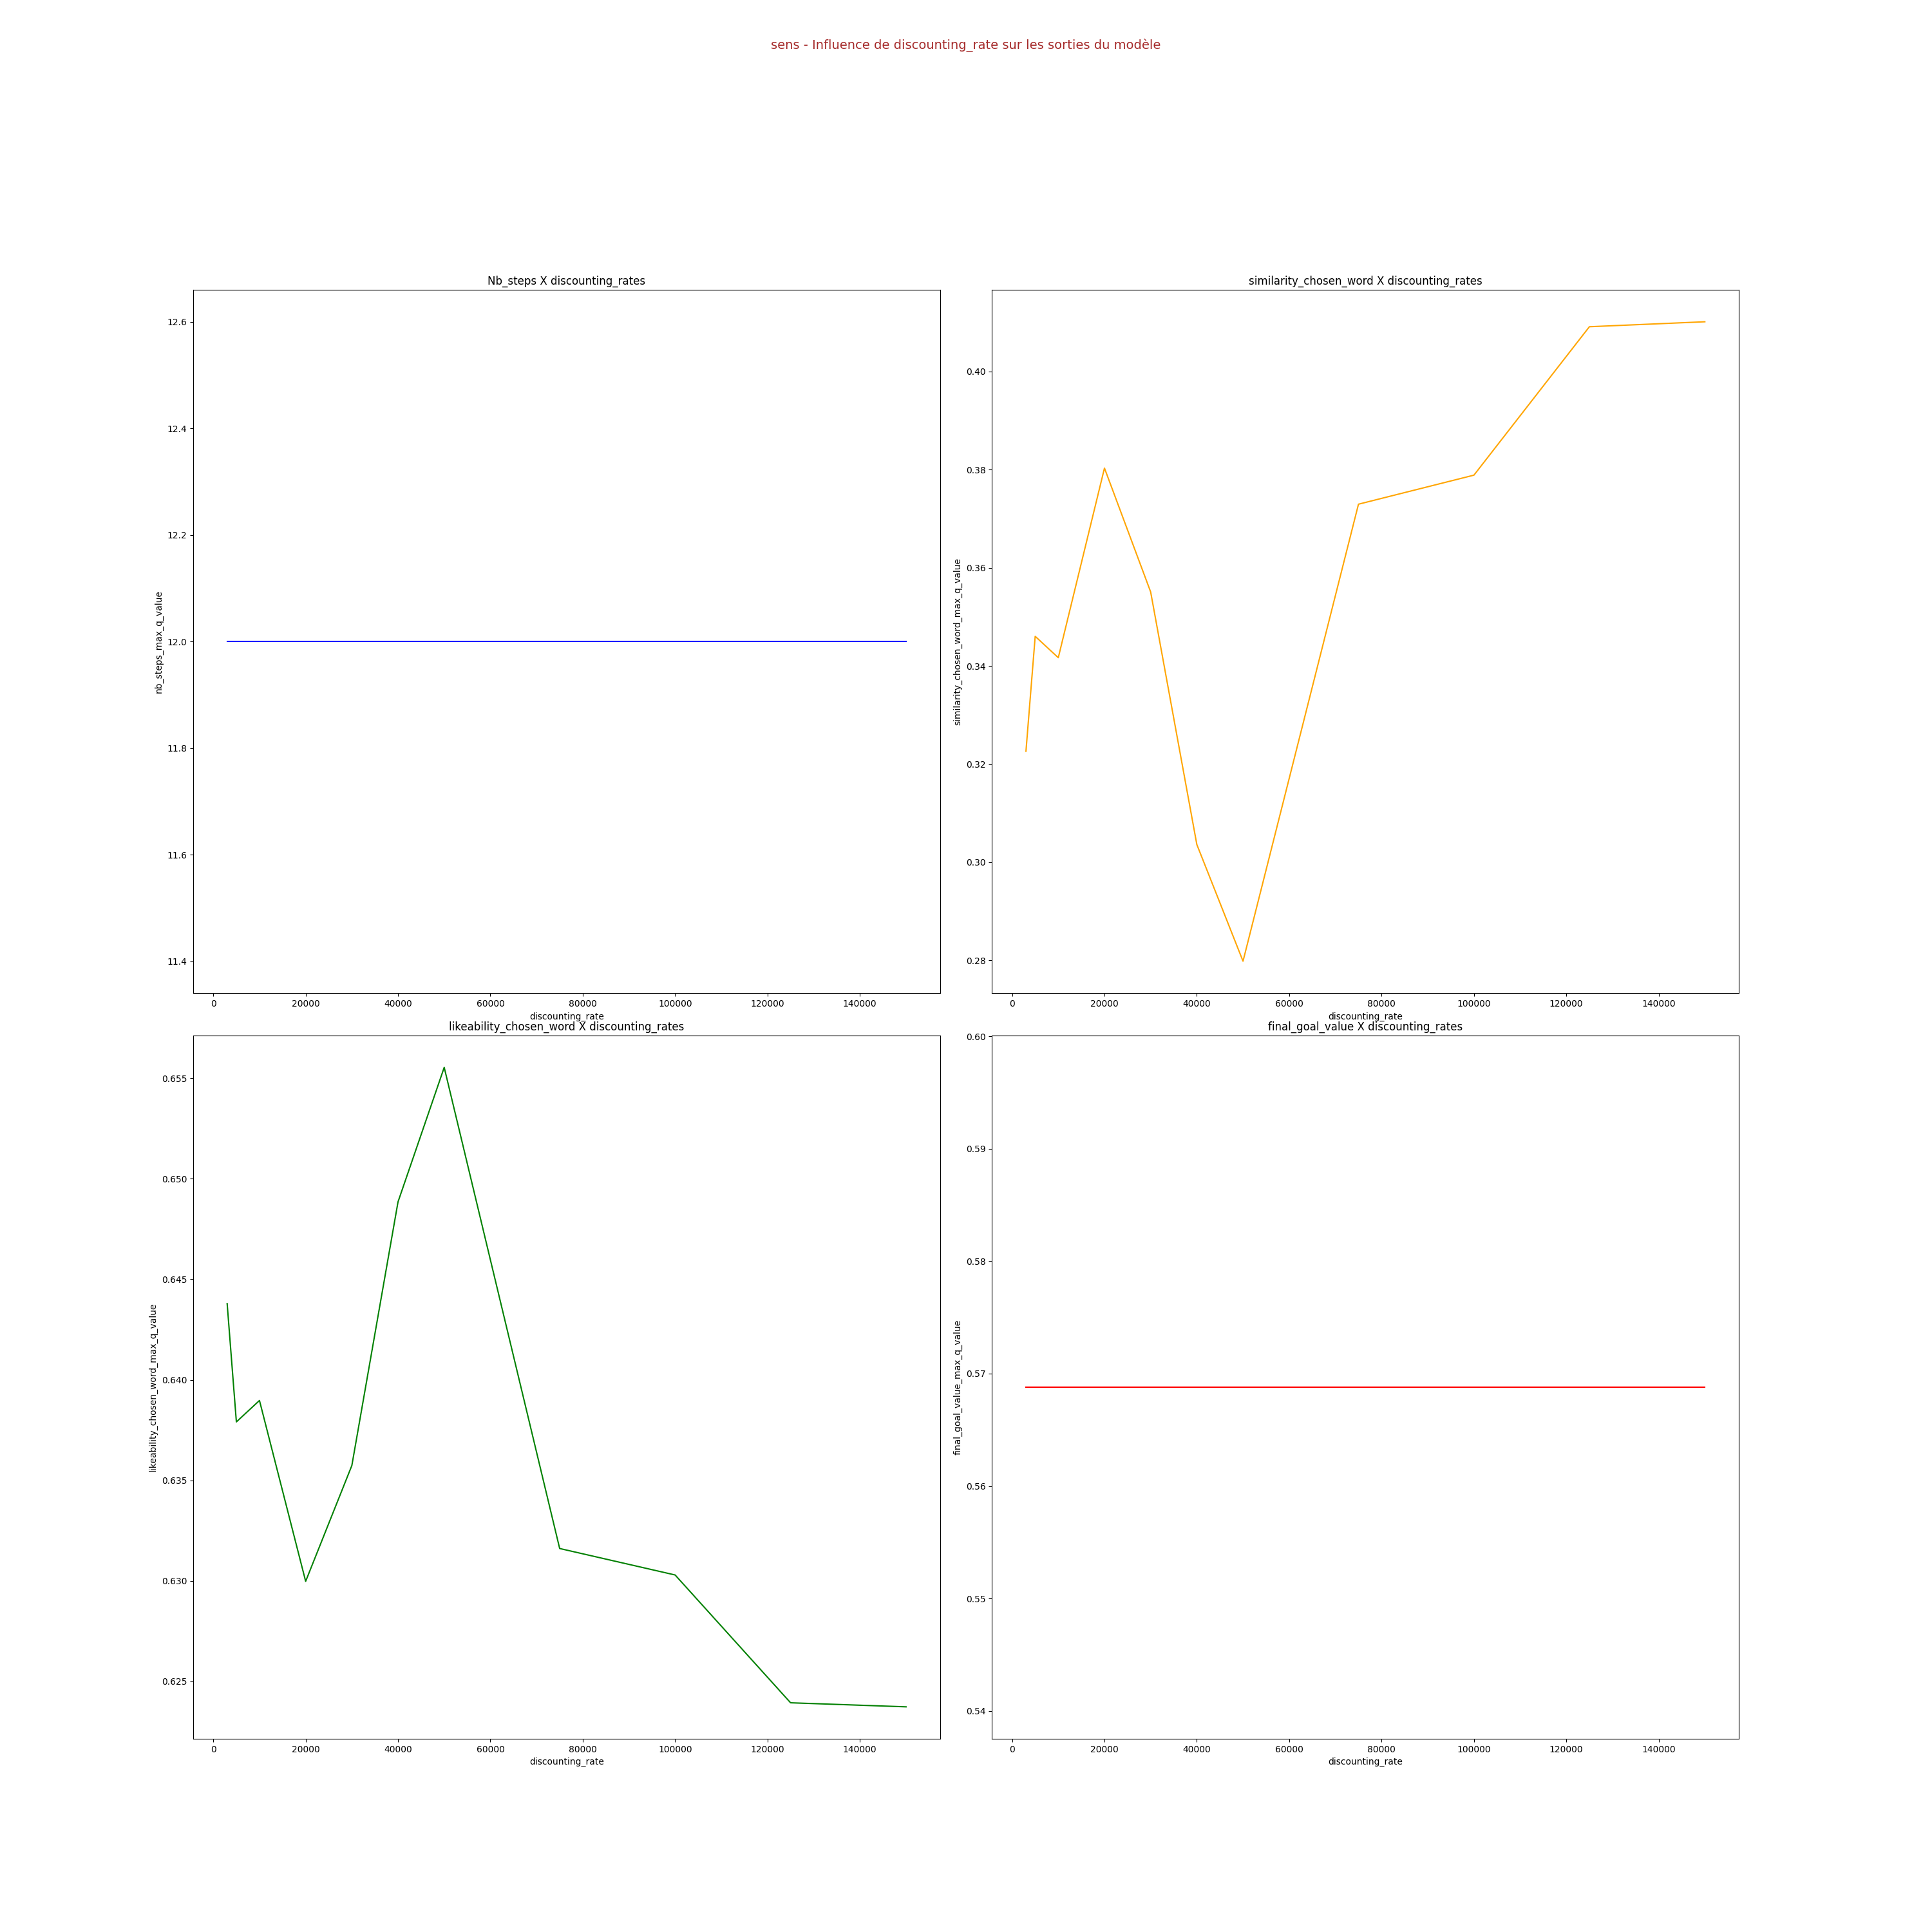 sens - Influence de discounting_rate sur les sorties du modèle
Nb_steps X discounting_rates
12.6
12.4
12.2
12.0
11.8
11.6
11.4
nb_steps_max_q_value
0 20000 40000 60000 80000 100000 120000 140000
discounting_rate
similarity_chosen_word X discounting_rates
0.40
0.38
0.36
0.34
0.32
0.30
0.28
similarity_chosen_word_max_q_value
0 20000 40000 60000 80000 100000 120000 140000
discounting_rate
likeability_chosen_word X discounting_rates
0.655
0.650
0.645
0.640
0.635
0.630
0.625
likeability_chosen_word_max_q_value
0 20000 40000 60000 80000 100000 120000 140000
discounting_rate
final_goal_value X discounting_rates
0.60
0.59
0.58
0.57
0.56
0.55
0.54
final_goal_value_max_q_value
0 20000 40000 60000 80000 100000 120000 140000
discounting_rate